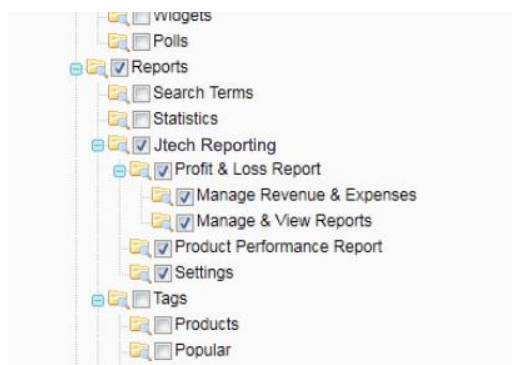 Widgets
Polls
Reports
Search Terms
Statistics
Jtech Reporting
Profit & Loss Report
Manage Revenue & Expenses
Manage & View Reports
Product Performance Report
Settings
Tags
Products
Popular